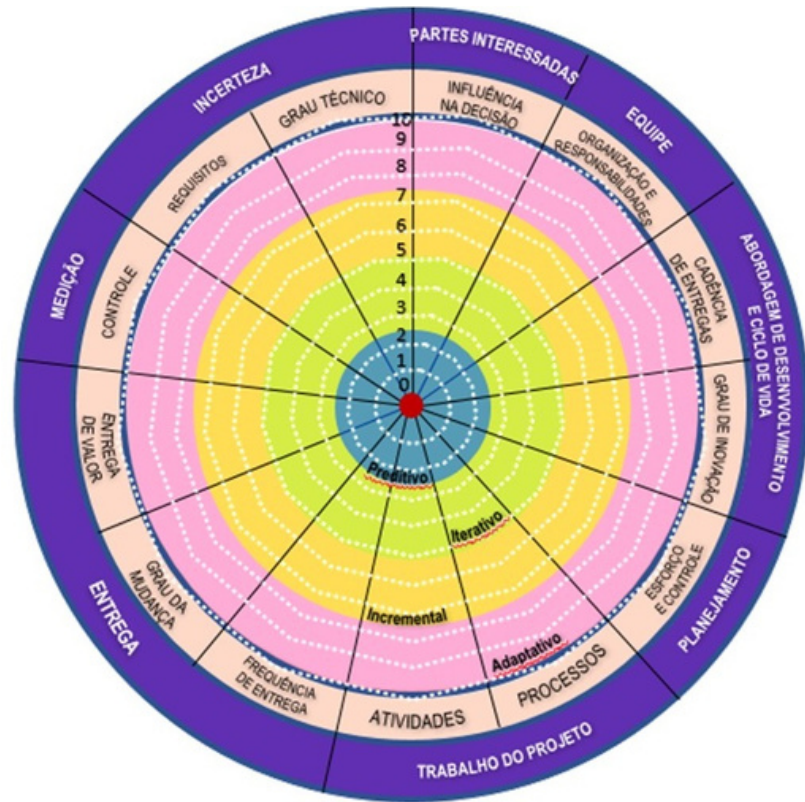 PARTES INTERESSADAS
EQUIPE
ABORDAGEM DE DESENVVOLVIMENTO
E CICLO DE VIDA
PLANEJAMENTO
TRABALHO DO PROJETO
ENTREGA
MEDIÇÃO
INCERTEZA
INFLUÊNCIA
NA DECISÃO
ORGANIZAÇÃO E
RESPONSABILIDADES
CADÊNCIA
DE ENTREGAS
GRAU DE INOVAÇÃO
ESFORÇO
E CONTROLE
PROCESSOS
ATIVIDADES
FREQUÊNCIA
DE ENTREGA
GRAU DA
MUDANÇA
ENTREGA
DE VALOR
CONTROLE
REQUISITOS
GRAU TÉCNICO
10
9
8
7
6
5
4
3
2
1
0
Preditivo
Iterativo
Incremental
Adaptativo